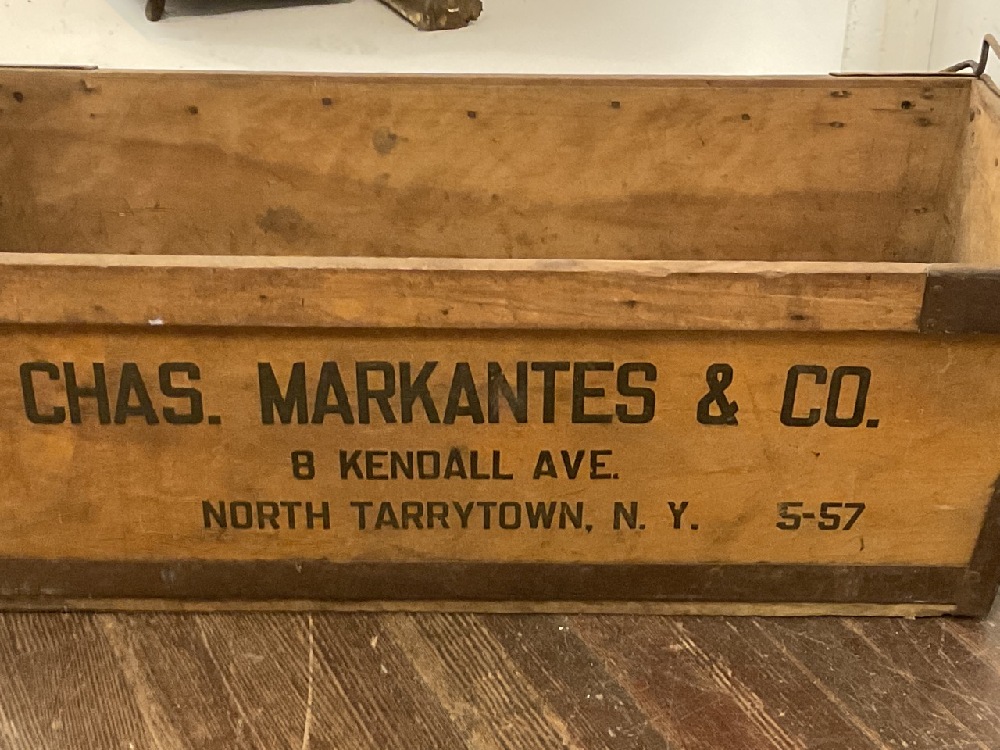 CHAS. MARKANTES & CO.
8 KENDALL AVE.
NORTH TARRYTOWN, N. Y. 5-57